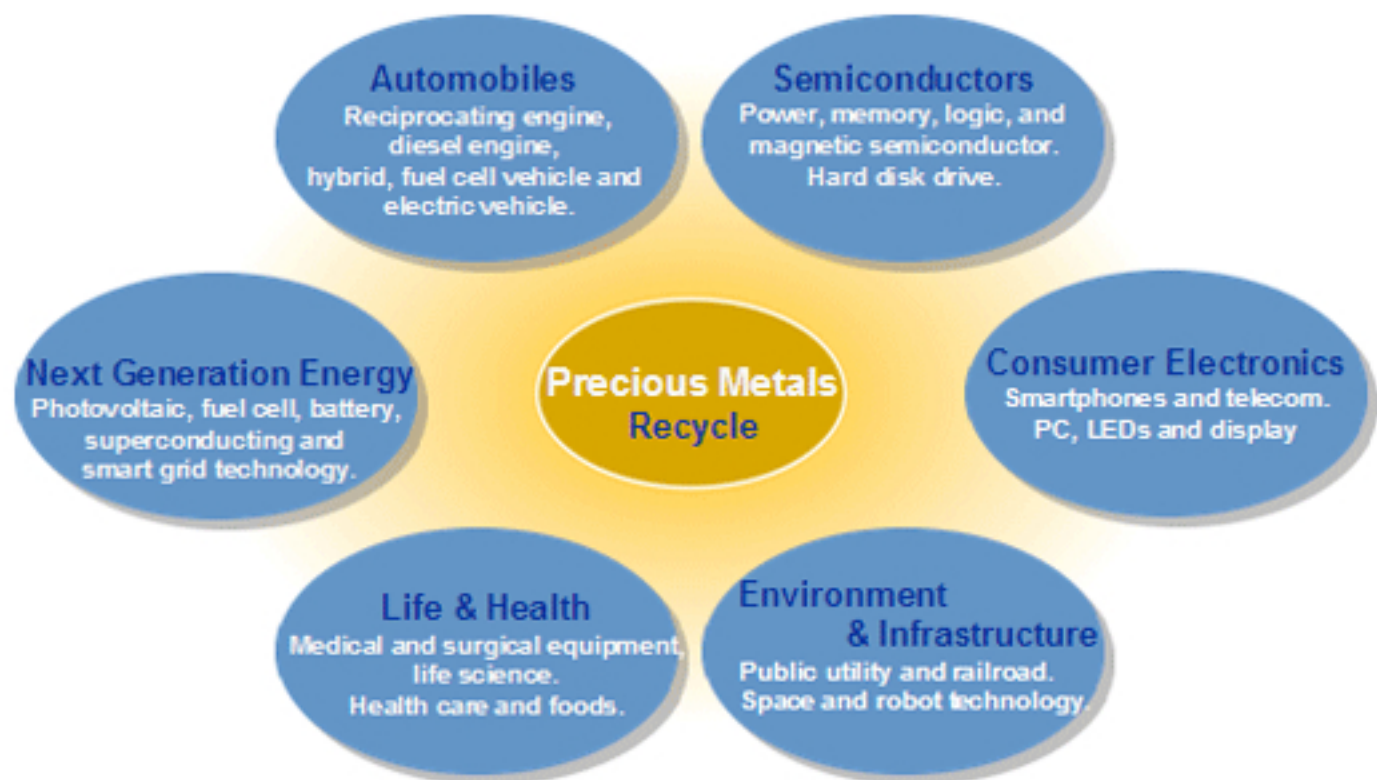 Automobiles
Reciprocating engine,
diesel engine,
hybrid, fuel cell vehicle and
electric vehicle.
Semiconductors
Power, memory, logic, and
magnetic semiconductor.
Hard disk drive.
Next Generation Energy
Photovoltaic, fuel cell, battery,
superconducting and
smart grid technology.
Precious Metals
Recycle
Consumer Electronics
Smartphones and telecom.
PC, LEDs and display
Life & Health
Medical and surgical equipment,
life science.
Health care and foods.
Environment
& Infrastructure
Public utility and railroad.
Space and robot technology.